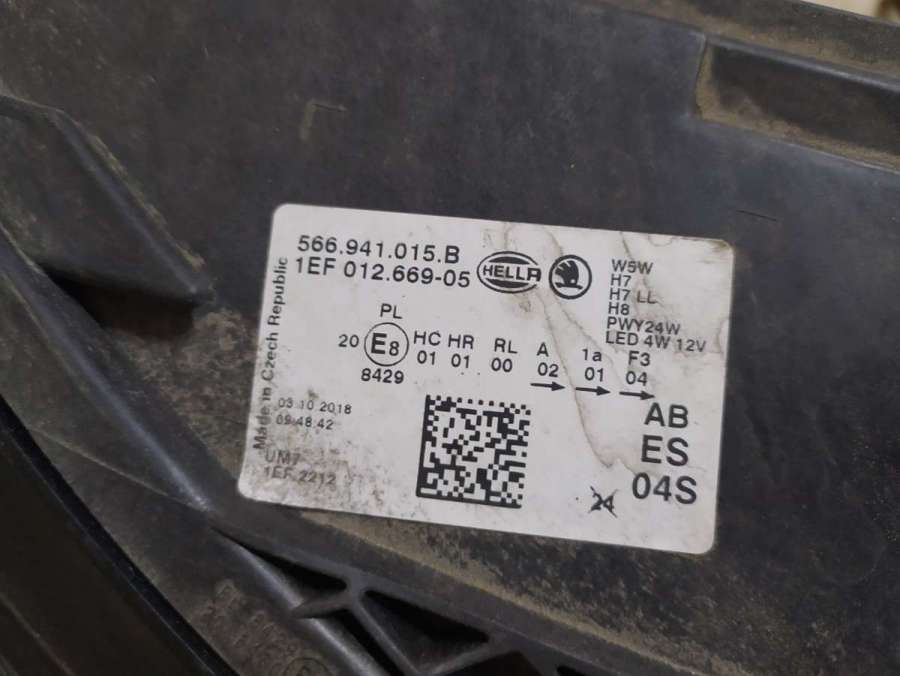 566.941.015.B
1EF 012.669-05
HELLA
W5W
H7
H7 LL
H8
PWY24W
LED 4W 12V
PL
20 E8 HC HR RL A 1a F3
01 01 00 02 01 04
8429
Made in Czech Republic
03.10.2018
09:48:42
UM7
1EF 2212
AB
ES
04S
24